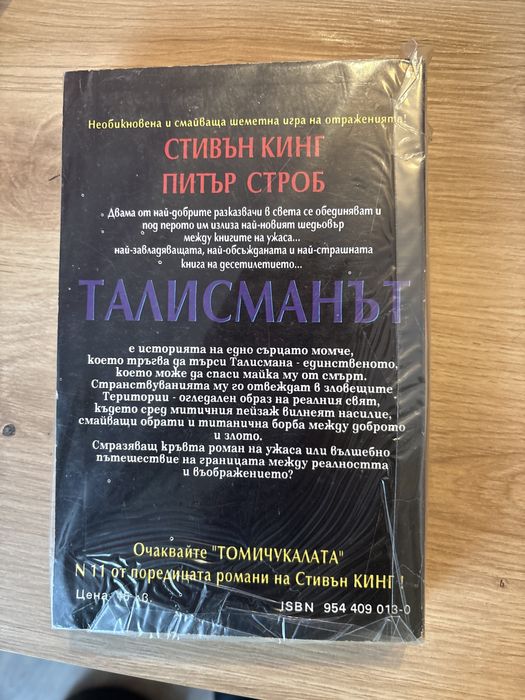 Необикновена и смайваща шеметна игра на отраженията!
СТИВЪН КИНГ
ПИТЪР СТРОБ
Двама от най-добрите разказвачи в света се обединяват и
под перото им излиза най-новият шедьовър
между книгите на ужаса...
най-завладяващата, най-обсъжданата и най-страшната
книга на десетилетието...
ТАЛИСМАНЪТ
е историята на едно сърцато момче,
което тръгва да търси Талисмана - единственото,
което може да спаси майка му от смърт.
Странствуванията му го отвеждат в зловещите
Територии - огледален образ на реалния свят,
където сред митичния пейзаж вилнеят насилие,
смайващи обрати и титанична борба между доброто
и злото.
Смразяващ кръвта роман на ужаса или вълшебно
пътешествие на границата между реалността
и въображението?
Очаквайте "ТОМИЧУКАЛАТА"
N 11 от поредицата романи на Стивън КИНГ !
Цена
ISBN 954 409 013-0